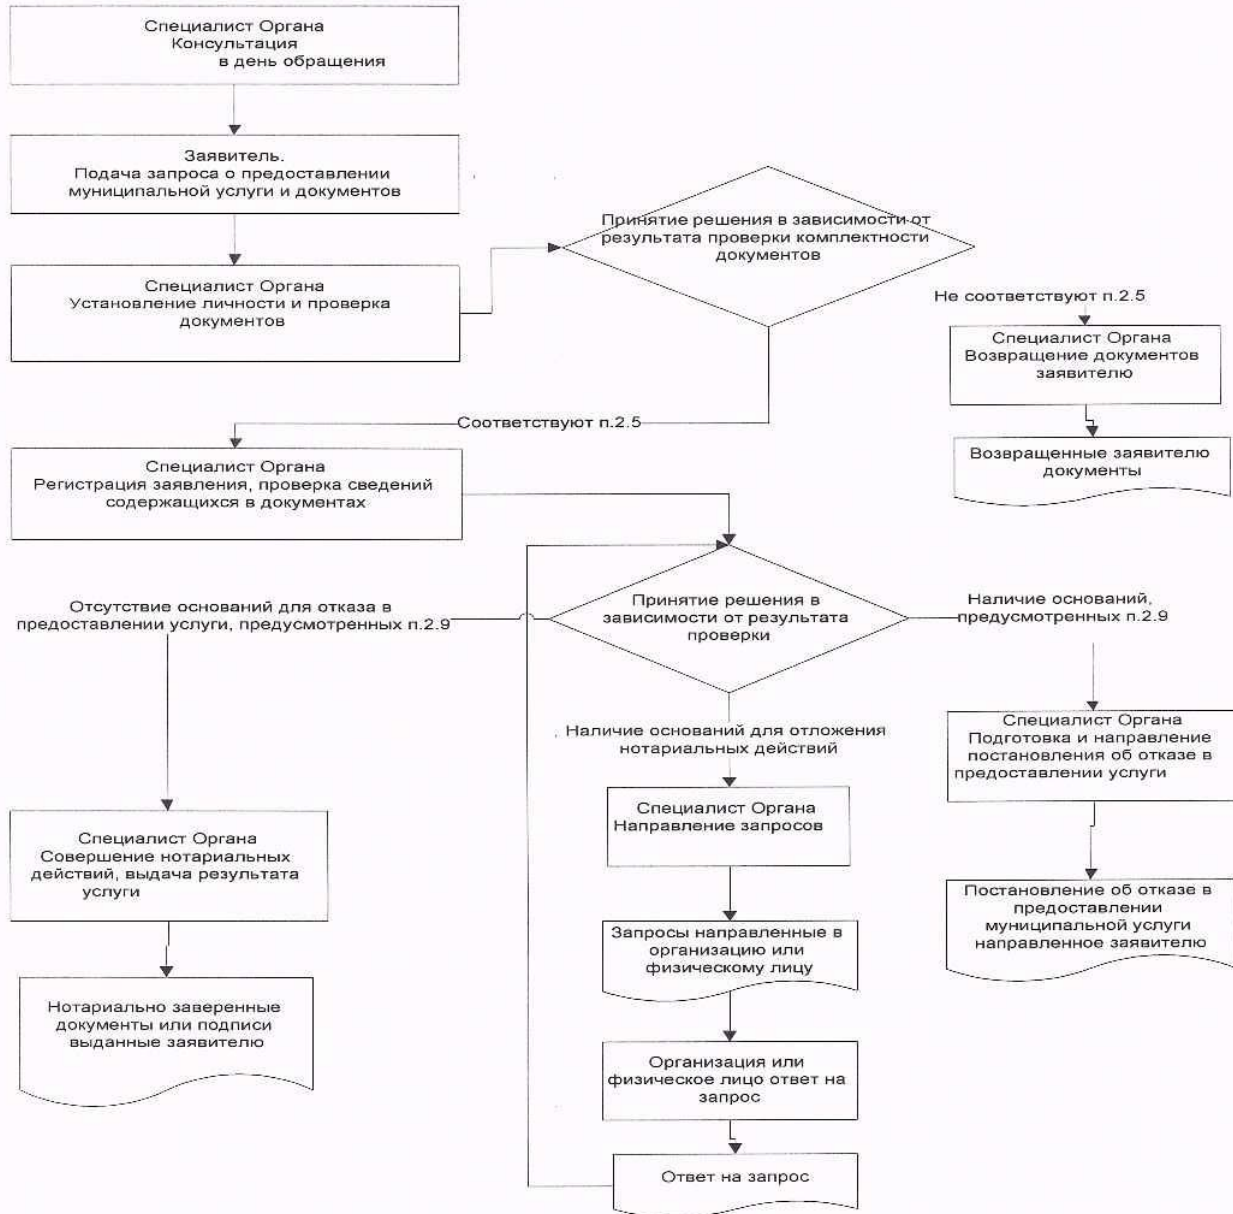 Специалист Органа
Консультация
в день обращения
Заявитель.
Подача запроса о предоставлении
муниципальной услуги и документов
Специалист Органа
Установление личности и проверка
документов
Принятие решения в зависимости от
результата проверки комплектности
документов
Не соответствуют п.2.5
Специалист Органа
Возвращение документов
заявителю
Возвращенные заявителю
документы
Соответствуют п.2.5
Специалист Органа
Регистрация заявления, проверка сведений
содержащихся в документах
Принятие решения в
зависимости от результата
проверки
Отсутствие оснований для отказа в
предоставлении услуги, предусмотренных п.2.9
Наличие оснований,
предусмотренных п.2.9
Наличие оснований для отложения
нотариальных действий
Специалист Органа
Подготовка и направление
постановления об отказе в
предоставлении услуги
Специалист Органа
Направление запросов
Специалист Органа
Совершение нотариальных
действий, выдача результата
услуги
Постановление об отказе в
предоставлении
муниципальной услуги
направленное заявителю
Запросы направленные в
организацию или
физическому лицу
Нотариально заверенные
документы или подписи
выданные заявителю
Организация или
физическое лицо ответ на
запрос
Ответ на запрос